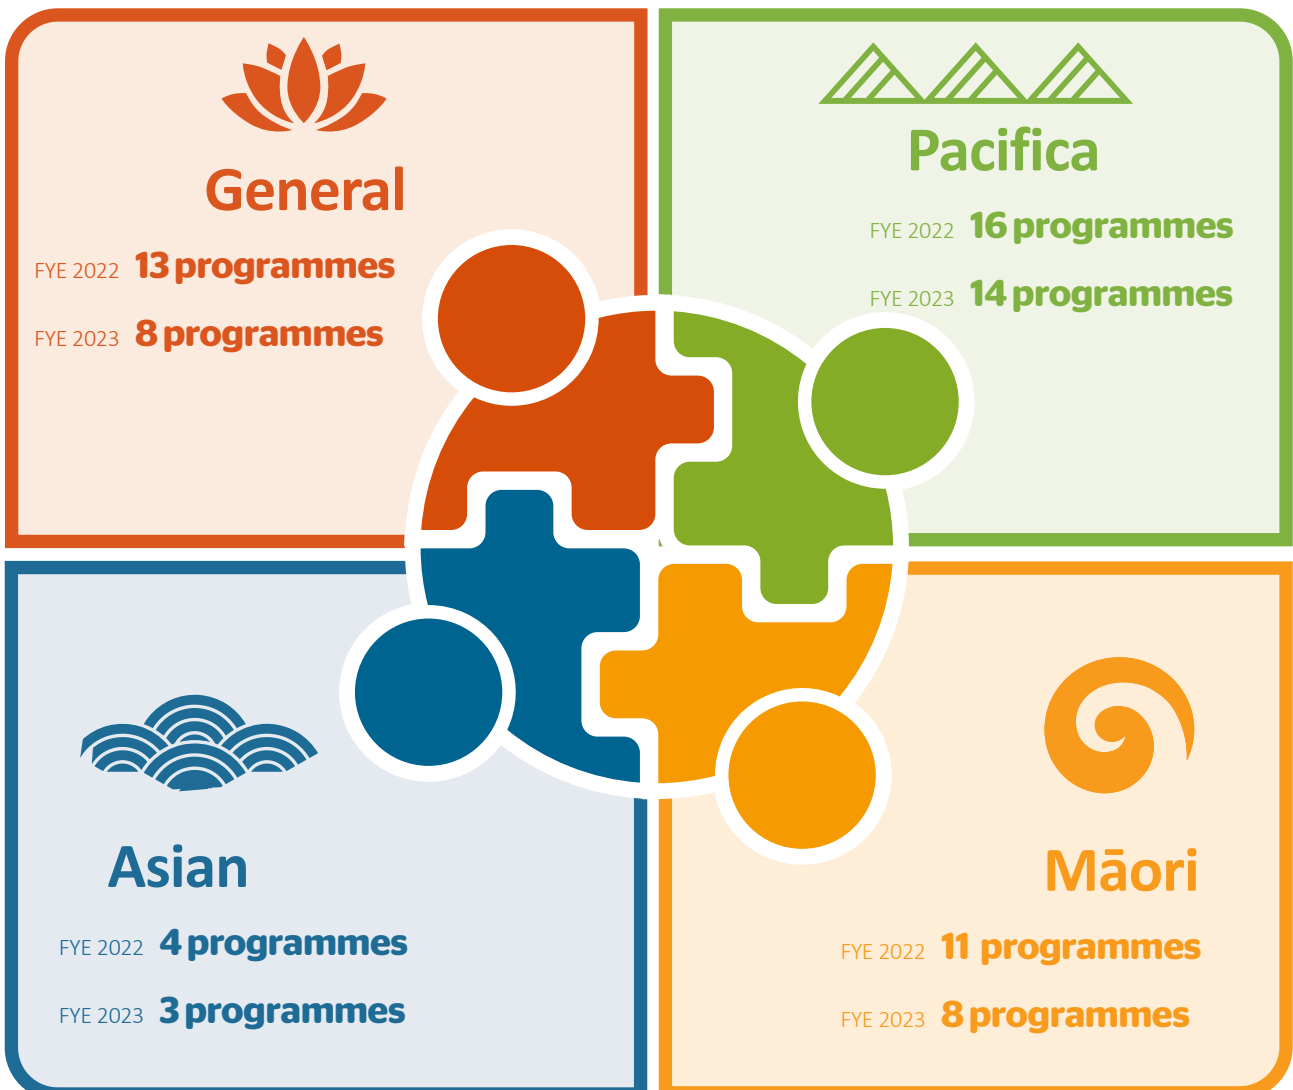 General
FYE 2022 13 programmes
FYE 2023 8 programmes
Pacifica
FYE 2022 16 programmes
FYE 2023 14 programmes
Asian
FYE 2022 4 programmes
FYE 2023 3 programmes
Māori
FYE 2022 11 programmes
FYE 2023 8 programmes